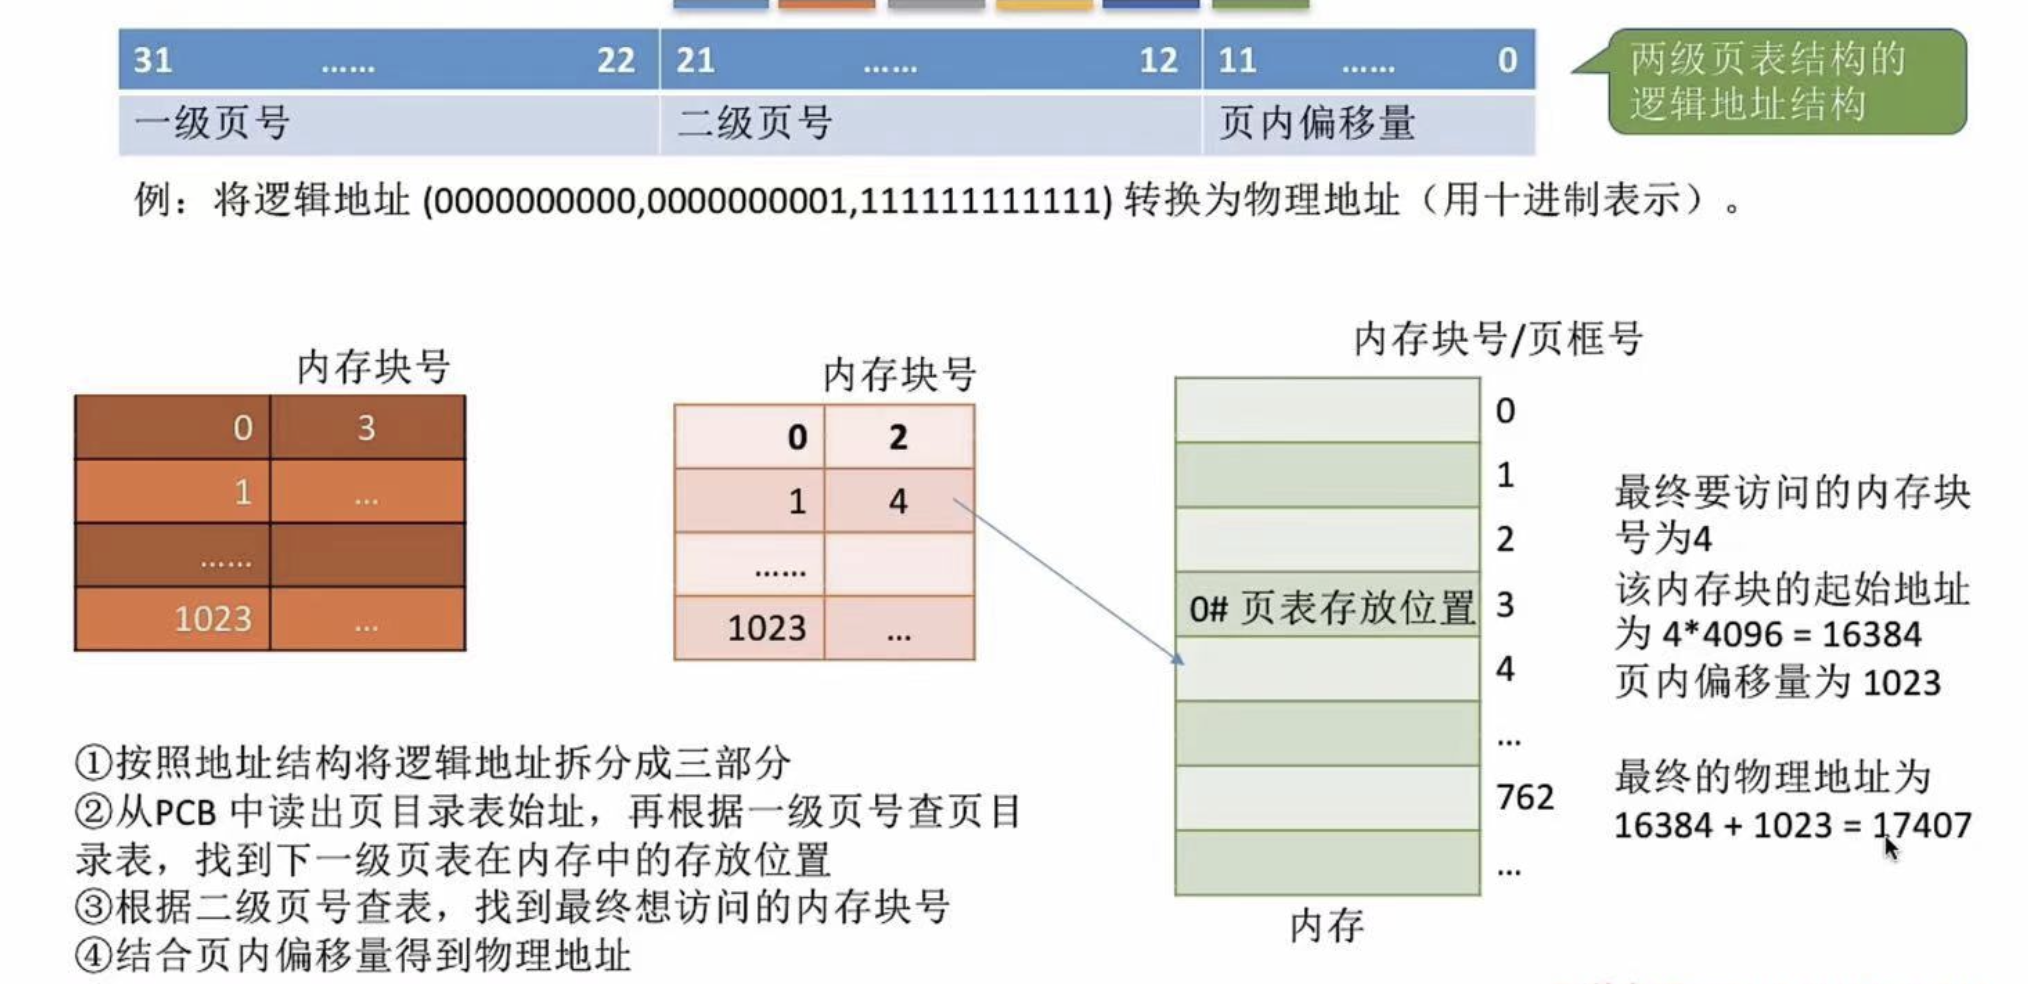 31 …… 22 21 …… 12 11 …… 0
一级页号 二级页号 页内偏移量
两级页表结构的
逻辑地址结构
例：将逻辑地址 (0000000000,0000000001,111111111111) 转换为物理地址（用十进制表示）。
内存块号
0 3
1 ...
......
1023 ...
内存块号
0 2
1 4
......
1023 ...
内存块号/页框号
0
1
2
0# 页表存放位置 3
4
...
762
...
内存
最终要访问的内存块
号为4
该内存块的起始地址
为 4*4096 = 16384
页内偏移量为 1023
最终的物理地址为
16384 + 1023 = 17407
①按照地址结构将逻辑地址拆分成三部分
②从PCB 中读出页目录表始址，再根据一级页号查页目
录表，找到下一级页表在内存中的存放位置
③根据二级页号查表，找到最终想访问的内存块号
④结合页内偏移量得到物理地址